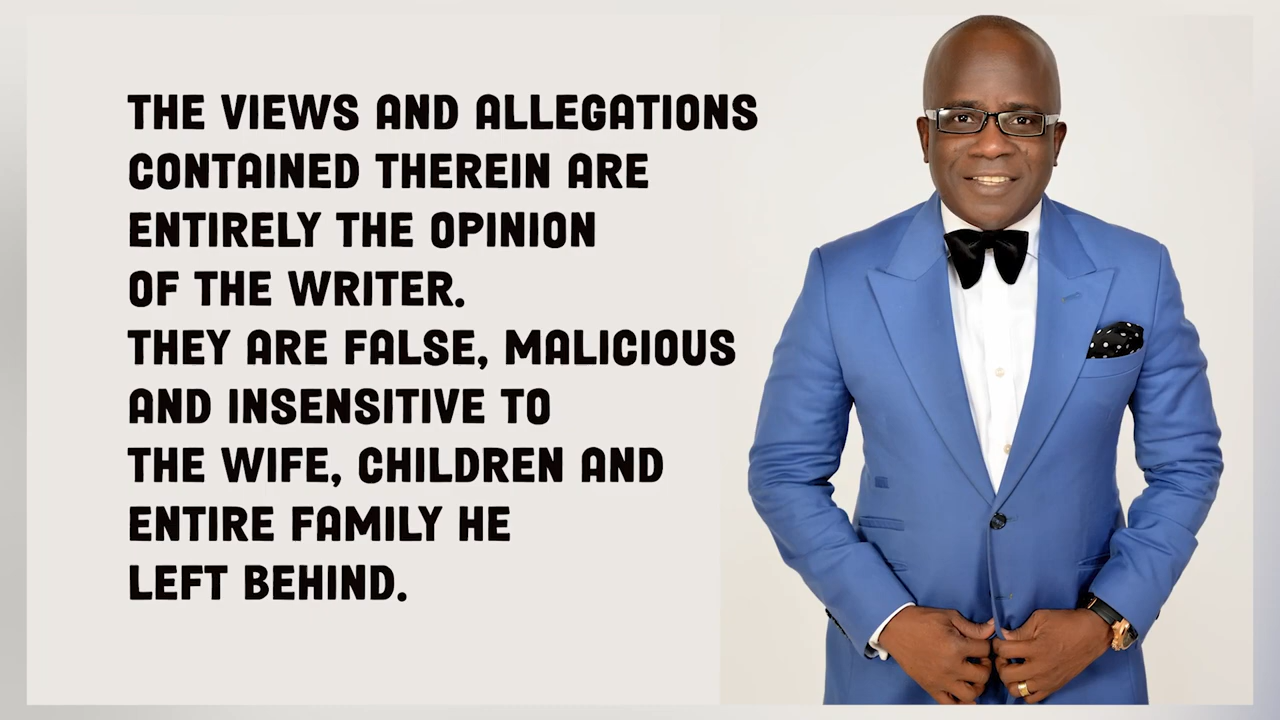 THE VIEWS AND ALLEGATIONS
CONTAINED THEREIN ARE
ENTIRELY THE OPINION
OF THE WRITER.
THEY ARE FALSE, MALICIOUS
AND INSENSITIVE TO
THE WIFE, CHILDREN AND
ENTIRE FAMILY HE
LEFT BEHIND.